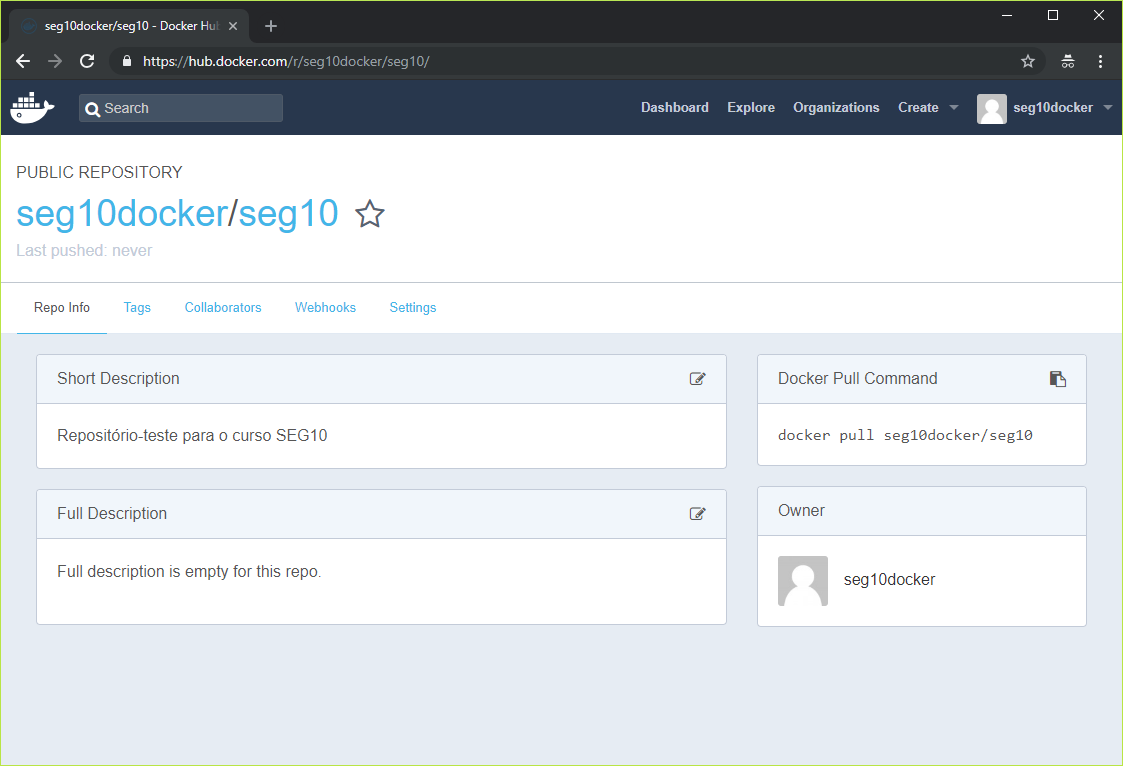 seg10docker/seg10 - Docker Hub
https://hub.docker.com/r/seg10docker/seg10/
Search
Dashboard
Explore
Organizations
Create
seg10docker
PUBLIC REPOSITORY
seg10docker/seg10
Last pushed: never
Repo Info
Tags
Collaborators
Webhooks
Settings
Short Description
Repositório-teste para o curso SEG10
Full Description
Full description is empty for this repo.
Docker Pull Command
docker pull seg10docker/seg10
Owner
seg10docker